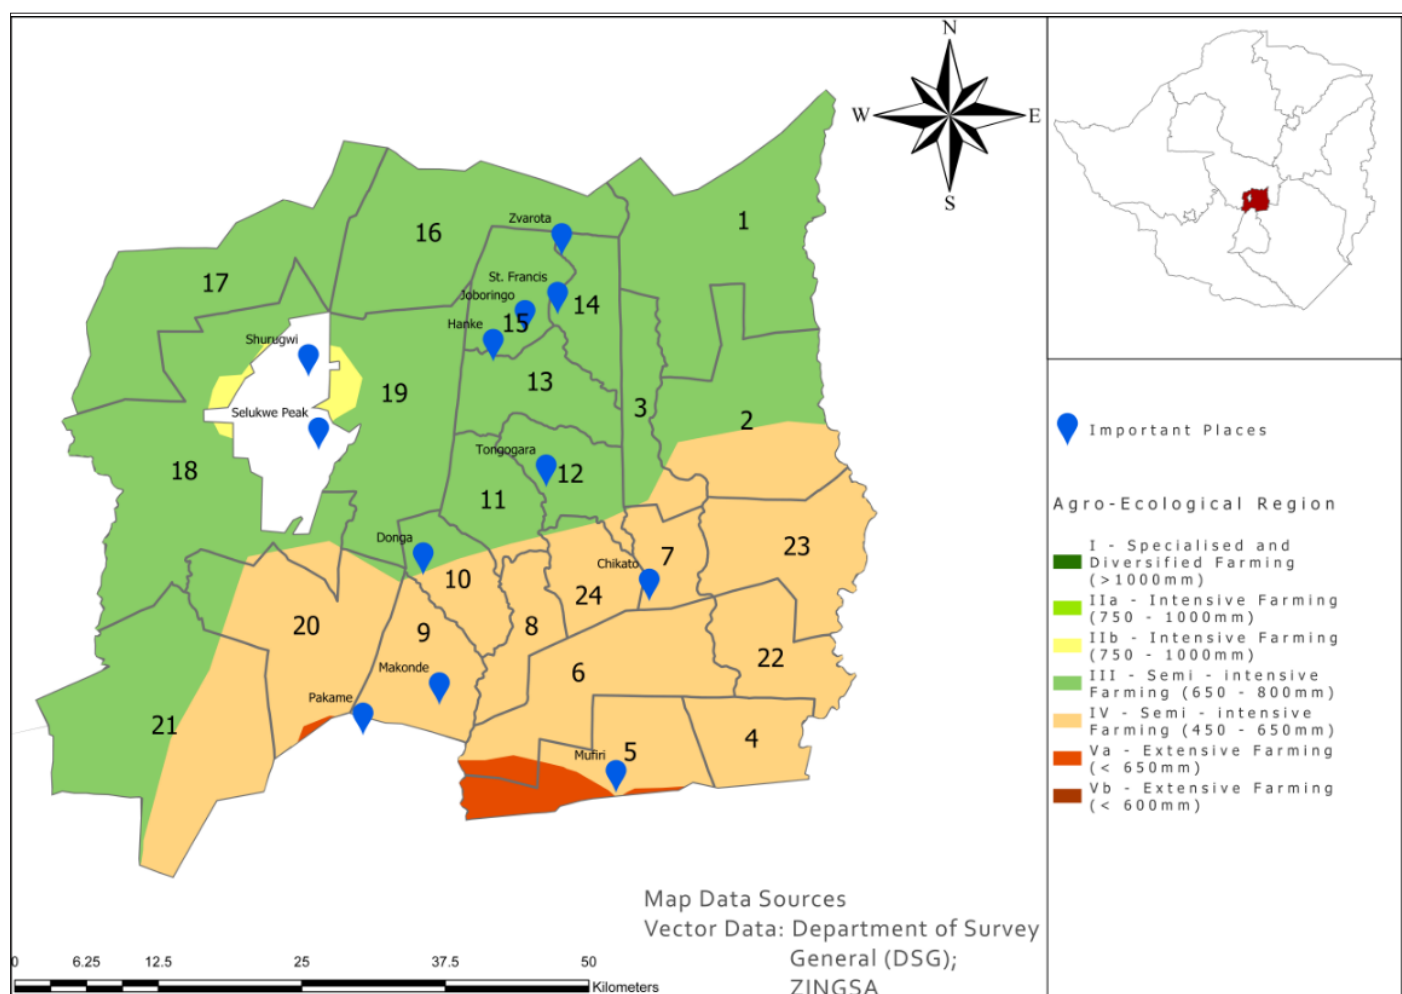 N
W
E
S
1
16
Zvarota
17
St. Francis
14
Joboringo
15
Hanke
Shurugwi
13
19
3
Selukwe Peak
2
18
Tongogara
12
11
Donga
23
7
Chikato
10
24
20
9
8
22
Makonde
6
Pakame
21
4
5
Mufiri
Important Places
Agro-Ecological Region
I - Specialised and
Diversified Farming
(>1000mm)
IIa - Intensive Farming
(750 - 1000mm)
IIb - Intensive Farming
(750 - 1000mm)
III - Semi - intensive
Farming (650 - 800mm)
IV - Semi - intensive
Farming (450 - 650mm)
Va - Extensive Farming
(< 650mm)
Vb - Extensive Farming
(< 600mm)
Map Data Sources
Vector Data: Department of Survey
General (DSG);
ZINGSA
0 6.25 12.5 25 37.5 50
Kilometers